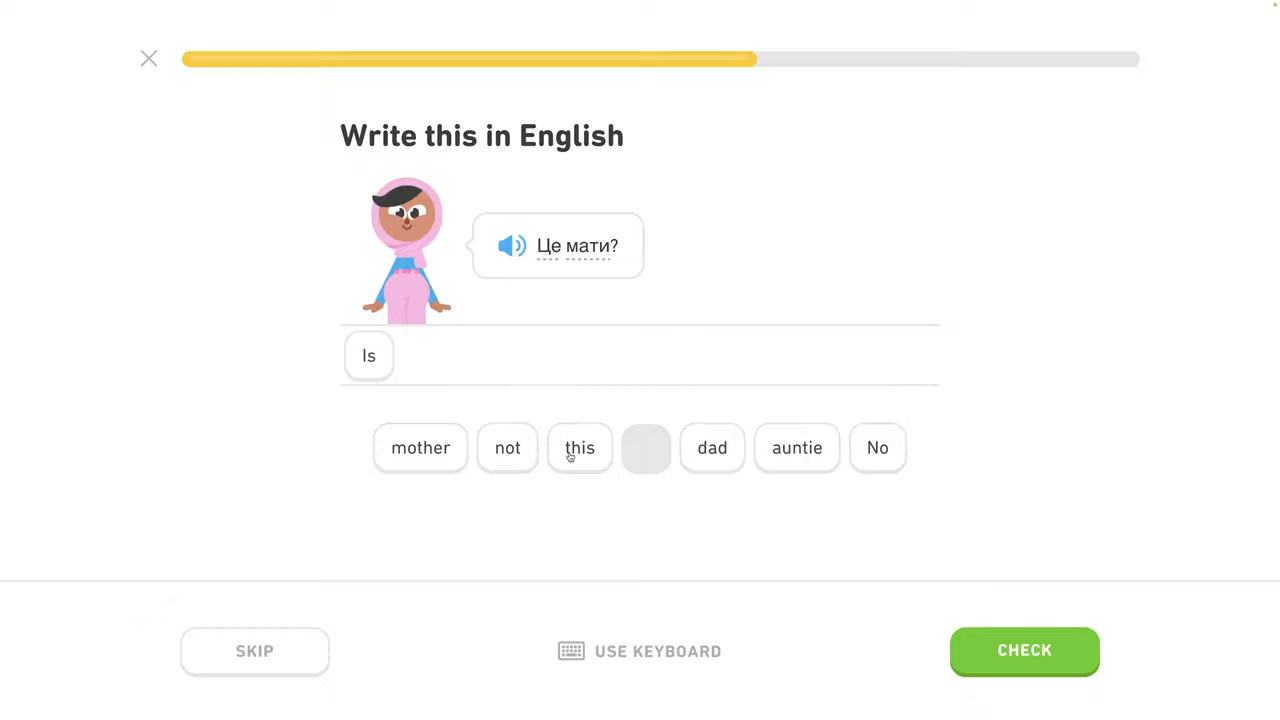 Write this in English
Це мати?
Is
mother not this dad auntie No
SKIP USE KEYBOARD CHECK